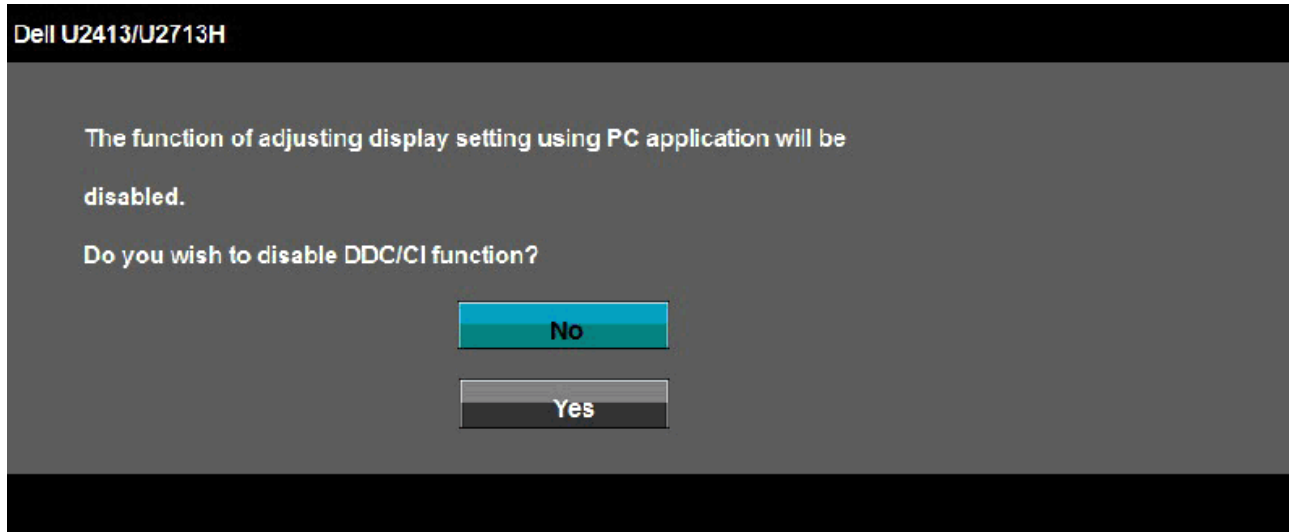 Dell U2413/U2713H
The function of adjusting display setting using PC application will be
disabled.
Do you wish to disable DDC/CI function?
No
Yes